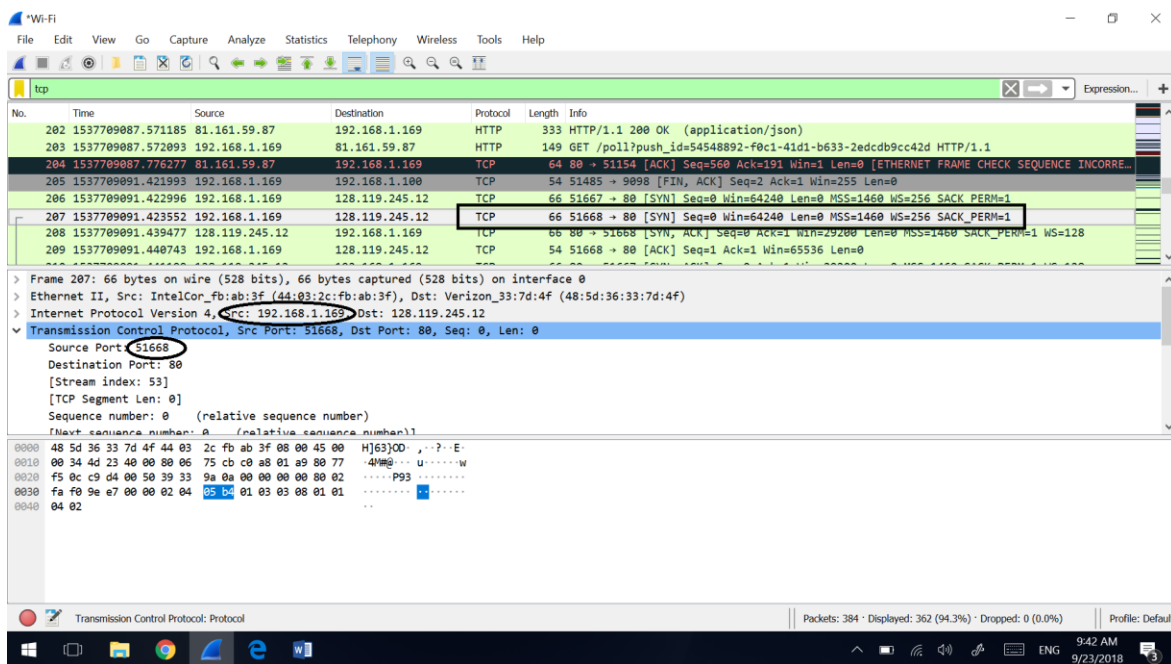 *Wi-Fi
File Edit View Go Capture Analyze Statistics Telephony Wireless Tools Help
tcp Expression... +
No. Time Source Destination Protocol Length Info
202 1537709087.571185 81.161.59.87 192.168.1.169 HTTP 333 HTTP/1.1 200 OK (application/json)
203 1537709087.572093 192.168.1.169 81.161.59.87 HTTP 149 GET /poll?push_id=54548892-f0c1-41d1-b633-2edcdb9cc42d HTTP/1.1
204 1537709087.776277 81.161.59.87 192.168.1.169 TCP 64 80 → 51154 [ACK] Seq=560 Ack=191 Win=1 Len=0 [ETHERNET FRAME CHECK SEQUENCE INCORRE...
205 1537709091.421993 192.168.1.169 192.168.1.100 TCP 54 51485 → 9098 [FIN, ACK] Seq=2 Ack=1 Win=255 Len=0
206 1537709091.422996 192.168.1.169 128.119.245.12 TCP 66 51667 → 80 [SYN] Seq=0 Win=64240 Len=0 MSS=1460 WS=256 SACK_PERM=1
207 1537709091.423552 192.168.1.169 128.119.245.12 TCP 66 51668 → 80 [SYN] Seq=0 Win=64240 Len=0 MSS=1460 WS=256 SACK_PERM=1
208 1537709091.439477 128.119.245.12 192.168.1.169 TCP 66 80 → 51668 [SYN, ACK] Seq=0 Ack=1 Win=29200 Len=0 MSS=1460 SACK_PERM=1 WS=128
209 1537709091.440743 192.168.1.169 128.119.245.12 TCP 54 51668 → 80 [ACK] Seq=1 Ack=1 Win=65536 Len=0
Frame 207: 66 bytes on wire (528 bits), 66 bytes captured (528 bits) on interface 0
Ethernet II, Src: IntelCor_fb:ab:3f (44:03:2c:fb:ab:3f), Dst: Verizon_33:7d:4f (48:5d:36:33:7d:4f)
Internet Protocol Version 4, Src: 192.168.1.169, Dst: 128.119.245.12
Transmission Control Protocol, Src Port: 51668, Dst Port: 80, Seq: 0, Len: 0
Source Port: 51668
Destination Port: 80
[Stream index: 53]
[TCP Segment Len: 0]
Sequence number: 0 (relative sequence number)
[Next sequence number: 0 (relative sequence number)]
0000 48 5d 36 33 7d 4f 44 03 2c fb ab 3f 08 00 45 00 H]63}OD· ,··?··E·
0010 00 34 4d 23 40 00 80 06 75 cb c0 a8 01 a9 80 77 ·4M#@··· u······w
0020 f5 0c c9 d4 00 50 39 33 9a 0a 00 00 00 00 80 02 ·····P93 ········
0030 fa f0 9e e7 00 00 02 04 05 b4 01 03 03 08 01 01 ········ ········
0040 04 02 ··
Transmission Control Protocol: Protocol Packets: 384 · Displayed: 362 (94.3%) · Dropped: 0 (0.0%) Profile: Defaul
ENG 9:42 AM
9/23/2018 3